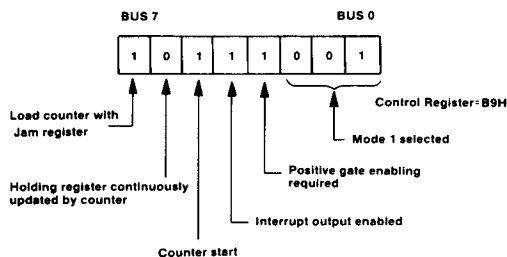 BUS 7 BUS 0
1 0 1 1 1 0 0 1
Control Register=B9H
Load counter with
Jam register
Mode 1 selected
Positive gate enabling
required
Holding register continuously
updated by counter
Interrupt output enabled
Counter start